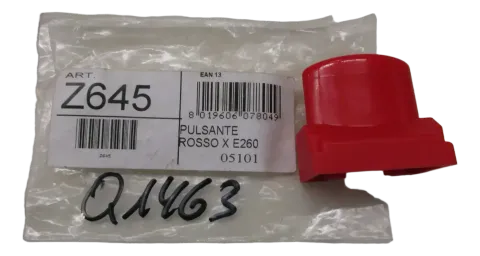 ART.
Z645
EAN 13
8 019606 078049
PULSANTE
ROSSO X E260
05101
Q1463